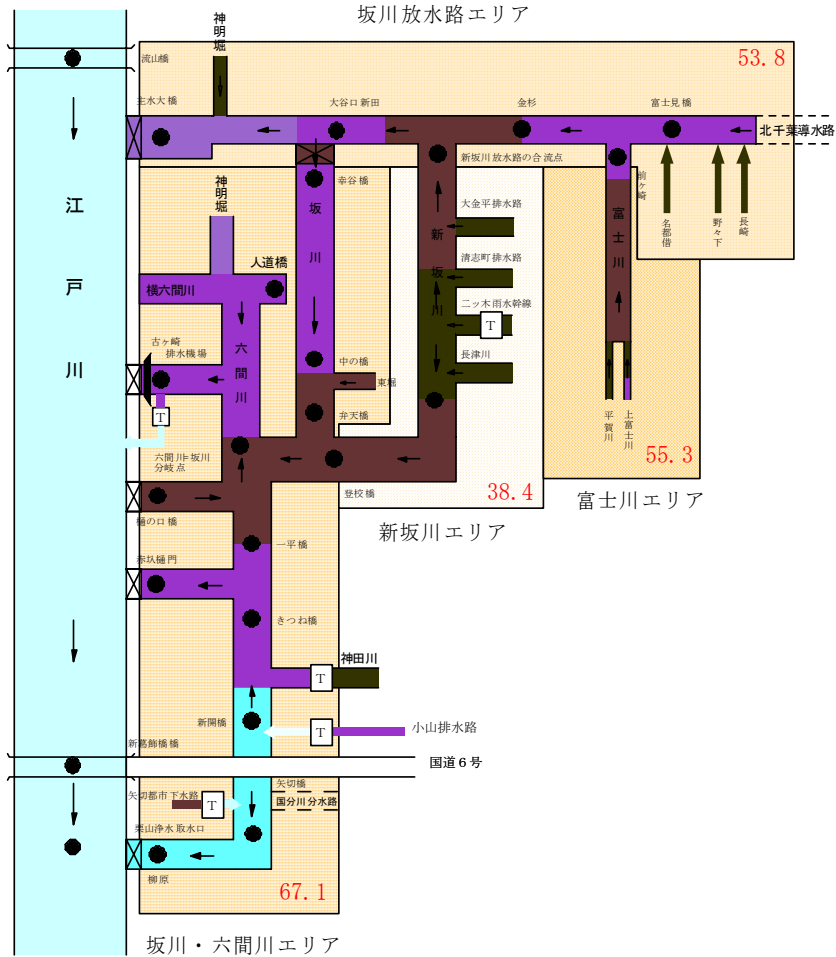 坂川放水路エリア
神明堀
53.8
流山橋
主水大橋
大谷口新田
金杉
富士見橋
北千葉導水路
新坂川放水路の合流点
前ヶ崎
名都借
野々下
長崎
幸谷橋
神明堀
坂川
新坂川
大金平排水路
富士川
清志町排水路
江戸川
人道橋
横六間川
二ッ木雨水幹線
T
古ヶ崎
排水機場
六間川
中の橋
長津川
東堀
T
弁天橋
平賀川
上富士川
六間川=坂川
分岐点
55.3
登校橋
38.4
富士川エリア
樋の口橋
新坂川エリア
一平橋
赤圦樋門
きつね橋
神田川
T
新開橋
T
小山排水路
新葛飾橋橋
国道6号
矢切橋
矢切都市下水路
T
国分川分水路
栗山浄水取水口
柳原
67.1
坂川・六間川エリア